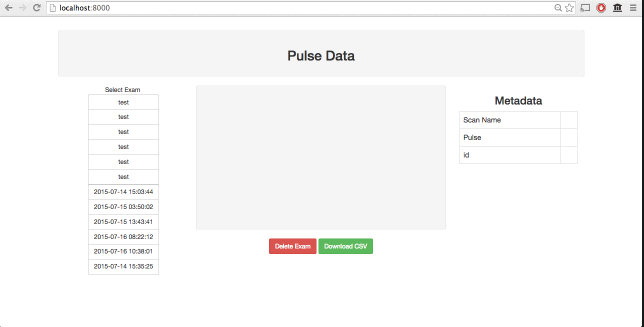 localhost:8000
Pulse Data
Select Exam
test
test
test
test
test
test
2015-07-14 15:03:44
2015-07-15 03:50:02
2015-07-15 13:43:41
2015-07-16 08:22:12
2015-07-16 10:38:01
2015-07-14 15:35:25
Delete Exam
Download CSV
Metadata
Scan Name
Pulse
id